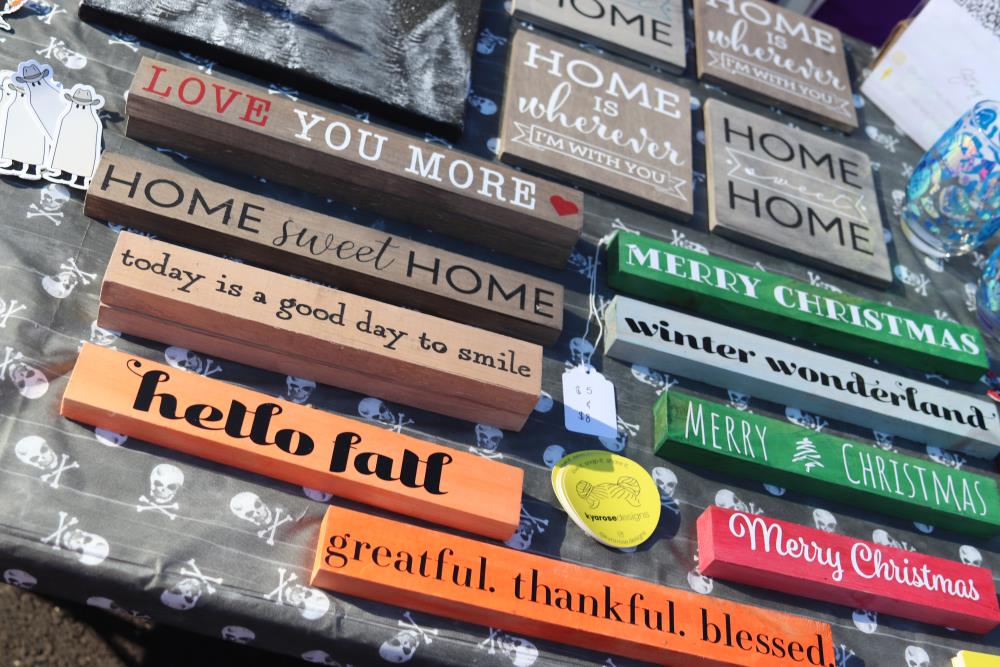 HOME
HOME
IS
wherever
I'M WITH YOU
HOME
IS
wherever
I'M WITH YOU
HOME
sweet
HOME
LOVE YOU MORE
HOME sweet HOME
today is a good day to smile
hello fall
greatful. thankful. blessed.
MERRY CHRISTMAS
winter wonderland
MERRY CHRISTMAS
Merry Christmas
$5
&
$8
kyarosedesigns